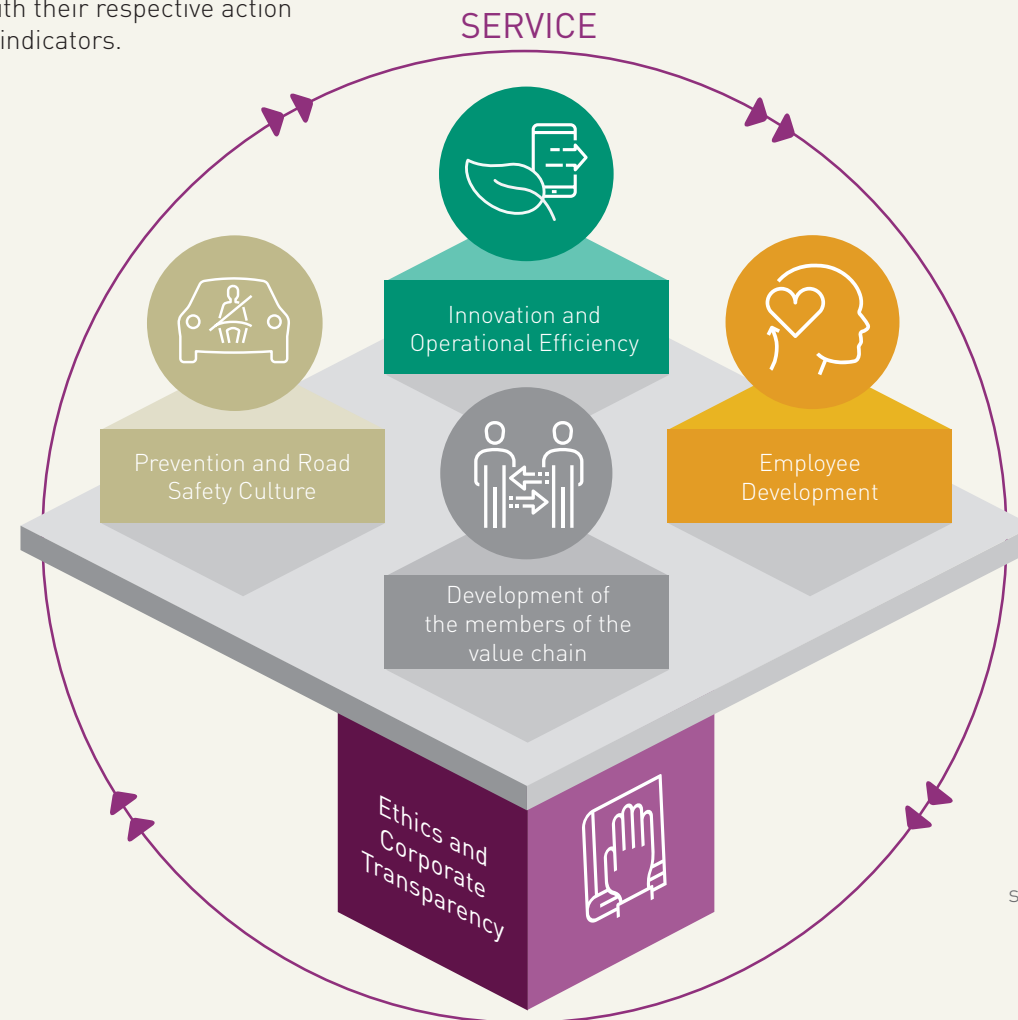 with their respective action
indicators.
SERVICE
Innovation and
Operational Efficiency
Prevention and Road
Safety Culture
Employee
Development
Development of
the members of the
value chain
Ethics and
Corporate
Transparency